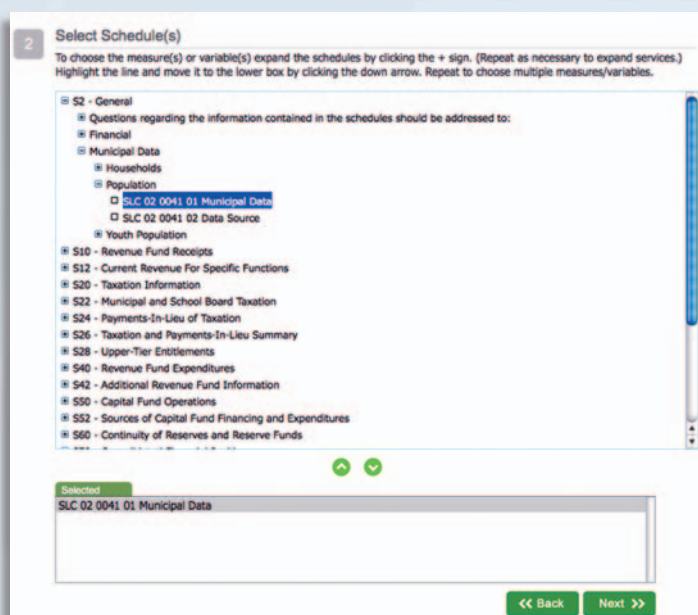 2
Select Schedule(s)
To choose the measure(s) or variable(s) expand the schedules by clicking the + sign. (Repeat as necessary to expand services.)
Highlight the line and move it to the lower box by clicking the down arrow. Repeat to choose multiple measures/variables.
S2 - General
Questions regarding the information contained in the schedules should be addressed to:
Financial
Municipal Data
Households
Population
SLC 02 0041 01 Municipal Data
SLC 02 0041 02 Data Source
Youth Population
S10 - Revenue Fund Receipts
S12 - Current Revenue For Specific Functions
S20 - Taxation Information
S22 - Municipal and School Board Taxation
S24 - Payments-In-Lieu of Taxation
S26 - Taxation and Payments-In-Lieu Summary
S28 - Upper-Tier Entitlements
S40 - Revenue Fund Expenditures
S42 - Additional Revenue Fund Information
S50 - Capital Fund Operations
S52 - Sources of Capital Fund Financing and Expenditures
S60 - Continuity of Reserves and Reserve Funds
Selected
SLC 02 0041 01 Municipal Data
<< Back
Next >>